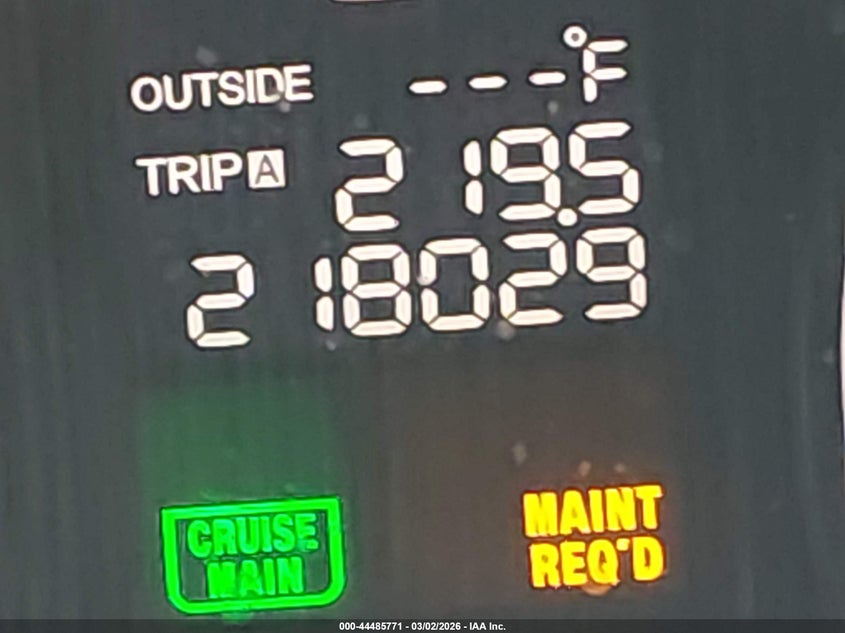 OUTSIDE ---°F
TRIP A 219.5
218029
CRUISE
MAIN
MAINT
REQ'D
000-44485771 - 03/02/2026 - IAA Inc.